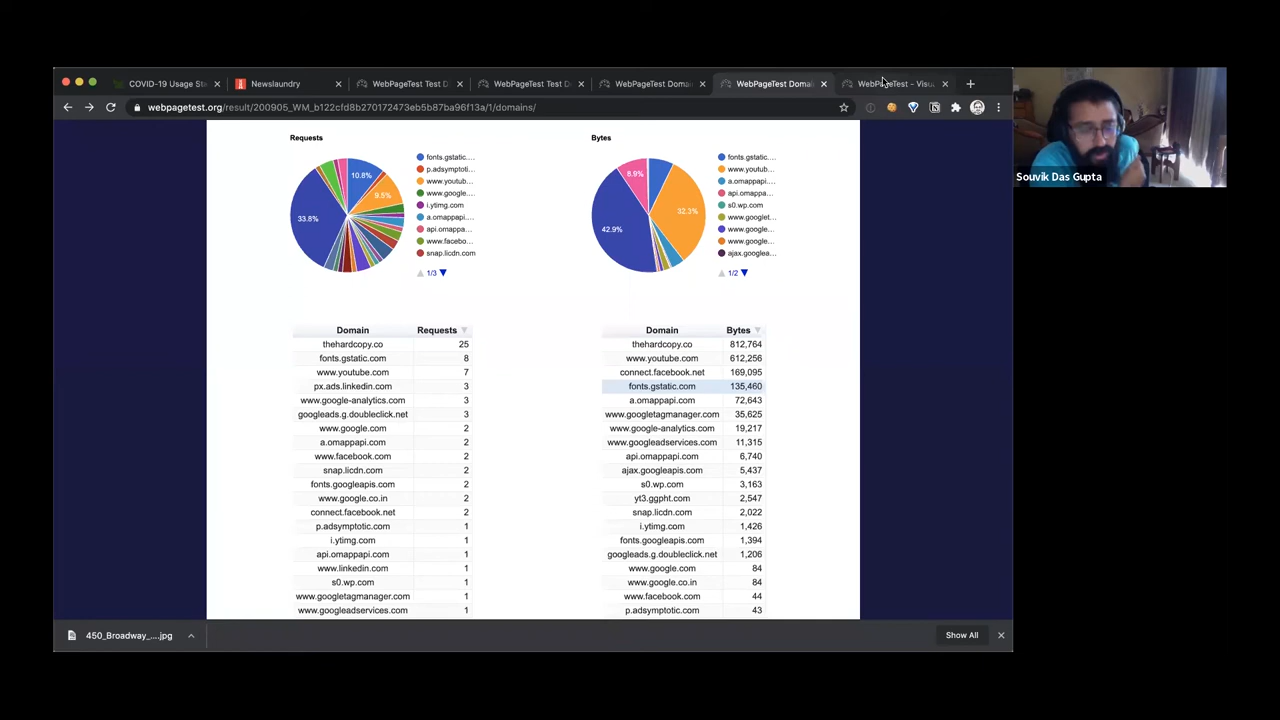 COVID-19 Usage Sta
Newslaundry
WebPageTest Test D
WebPageTest Test De
WebPageTest Domai
WebPageTest Domai
WebPageTest - Visu
webpagetest.org/result/200905_WM_b122cfd8b270172473eb5b87ba96f13a/1/domains/
Requests
Bytes
10.8%
9.5%
33.8%
fonts.gstatic....
p.adsymptoti...
www.youtub...
www.google...
i.ytimg.com
a.omappapi....
api.omappa...
www.facebo...
snap.licdn.com
1/3
8.9%
32.3%
42.9%
fonts.gstatic....
www.youtub...
a.omappapi....
api.omappa...
s0.wp.com
www.googlet...
www.google...
www.google...
ajax.googlea...
1/2
Domain Requests
thehardcopy.co 25
fonts.gstatic.com 8
www.youtube.com 7
px.ads.linkedin.com 3
www.google-analytics.com 3
googleads.g.doubleclick.net 3
www.google.com 2
a.omappapi.com 2
www.facebook.com 2
snap.licdn.com 2
fonts.googleapis.com 2
www.google.co.in 2
connect.facebook.net 2
p.adsymptotic.com 1
i.ytimg.com 1
api.omappapi.com 1
www.linkedin.com 1
s0.wp.com 1
www.googletagmanager.com 1
www.googleadservices.com 1
Domain Bytes
thehardcopy.co 812,764
www.youtube.com 612,256
connect.facebook.net 169,095
fonts.gstatic.com 135,460
a.omappapi.com 72,643
www.googletagmanager.com 35,625
www.google-analytics.com 19,217
www.googleadservices.com 11,315
api.omappapi.com 6,740
ajax.googleapis.com 5,437
s0.wp.com 3,163
yt3.ggpht.com 2,547
snap.licdn.com 2,022
i.ytimg.com 1,426
fonts.googleapis.com 1,394
googleads.g.doubleclick.net 1,206
www.google.com 84
www.google.co.in 84
www.facebook.com 44
p.adsymptotic.com 43
450_Broadway_....jpg
Show All
Souvik Das Gupta